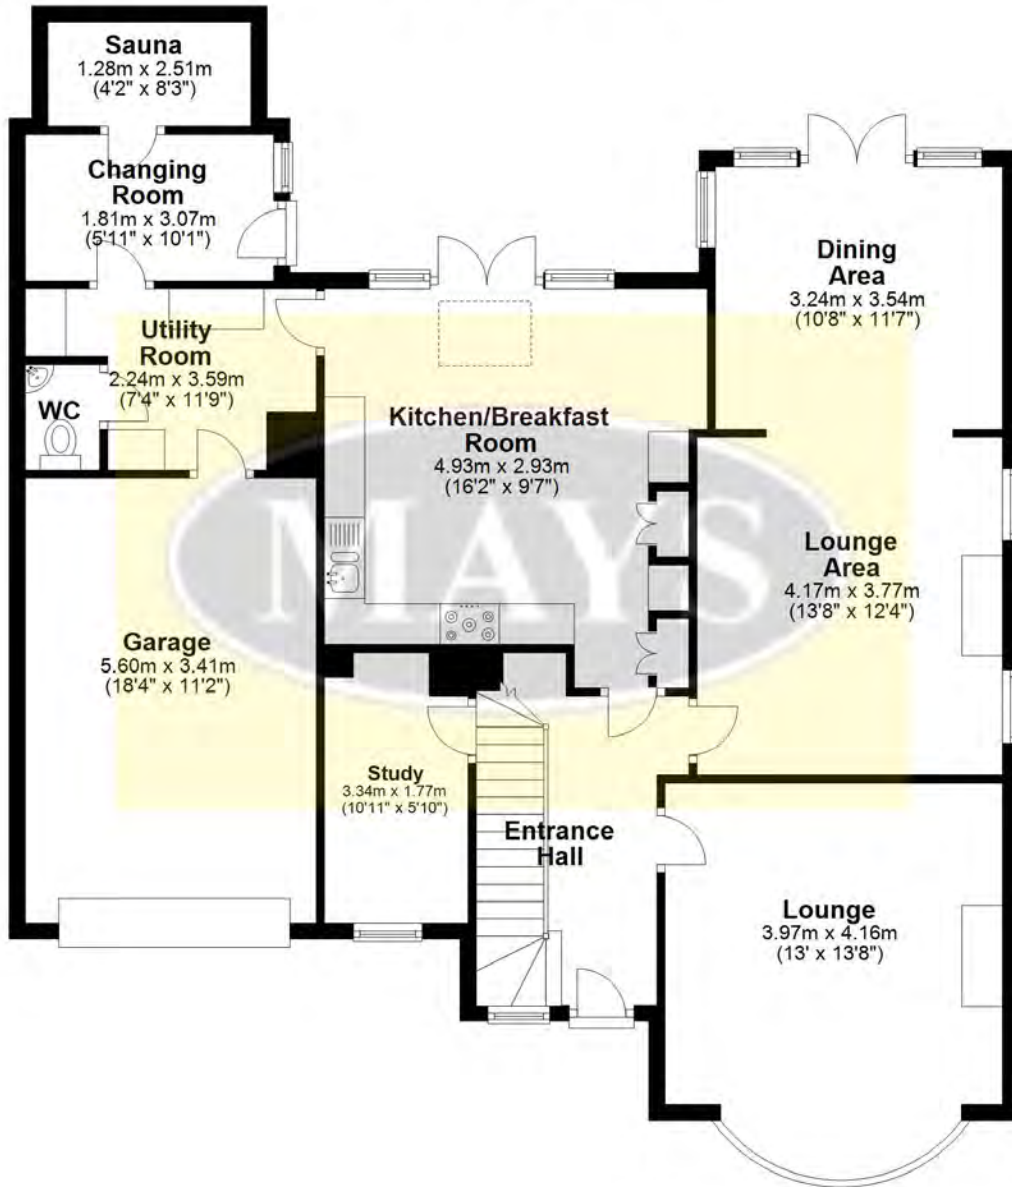 Sauna
1.28m x 2.51m
(4'2" x 8'3")
Changing
Room
1.81m x 3.07m
(5'11" x 10'1")
Dining
Area
3.24m x 3.54m
(10'8" x 11'7")
Utility
Room
2.24m x 3.59m
(7'4" x 11'9")
WC
Kitchen/Breakfast
Room
4.93m x 2.93m
(16'2" x 9'7")
MAYS
Lounge
Area
4.17m x 3.77m
(13'8" x 12'4")
Garage
5.60m x 3.41m
(18'4" x 11'2")
Study
3.34m x 1.77m
(10'11" x 5'10")
Entrance
Hall
Lounge
3.97m x 4.16m
(13' x 13'8")